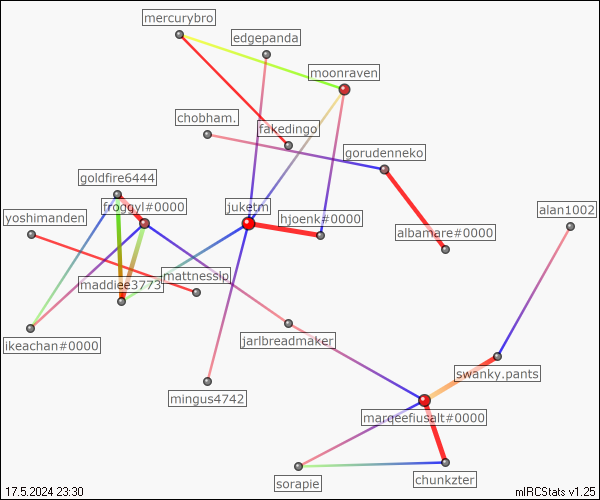 mercurybro
edgepanda
moonraven
chobham.
fakedingo
gorudenneko
goldfire6444
froggyl#0000
juketm
yoshimanden
hjoenk#0000
alan1002
albamare#0000
mattnesslp
maddiee3773
ikeachan#0000
jarlbreadmaker
swanky.pants
mingus4742
marqeefiusalt#0000
sorapie
chunkzter
17.5.2024 23:30
mIRCStats v1.25